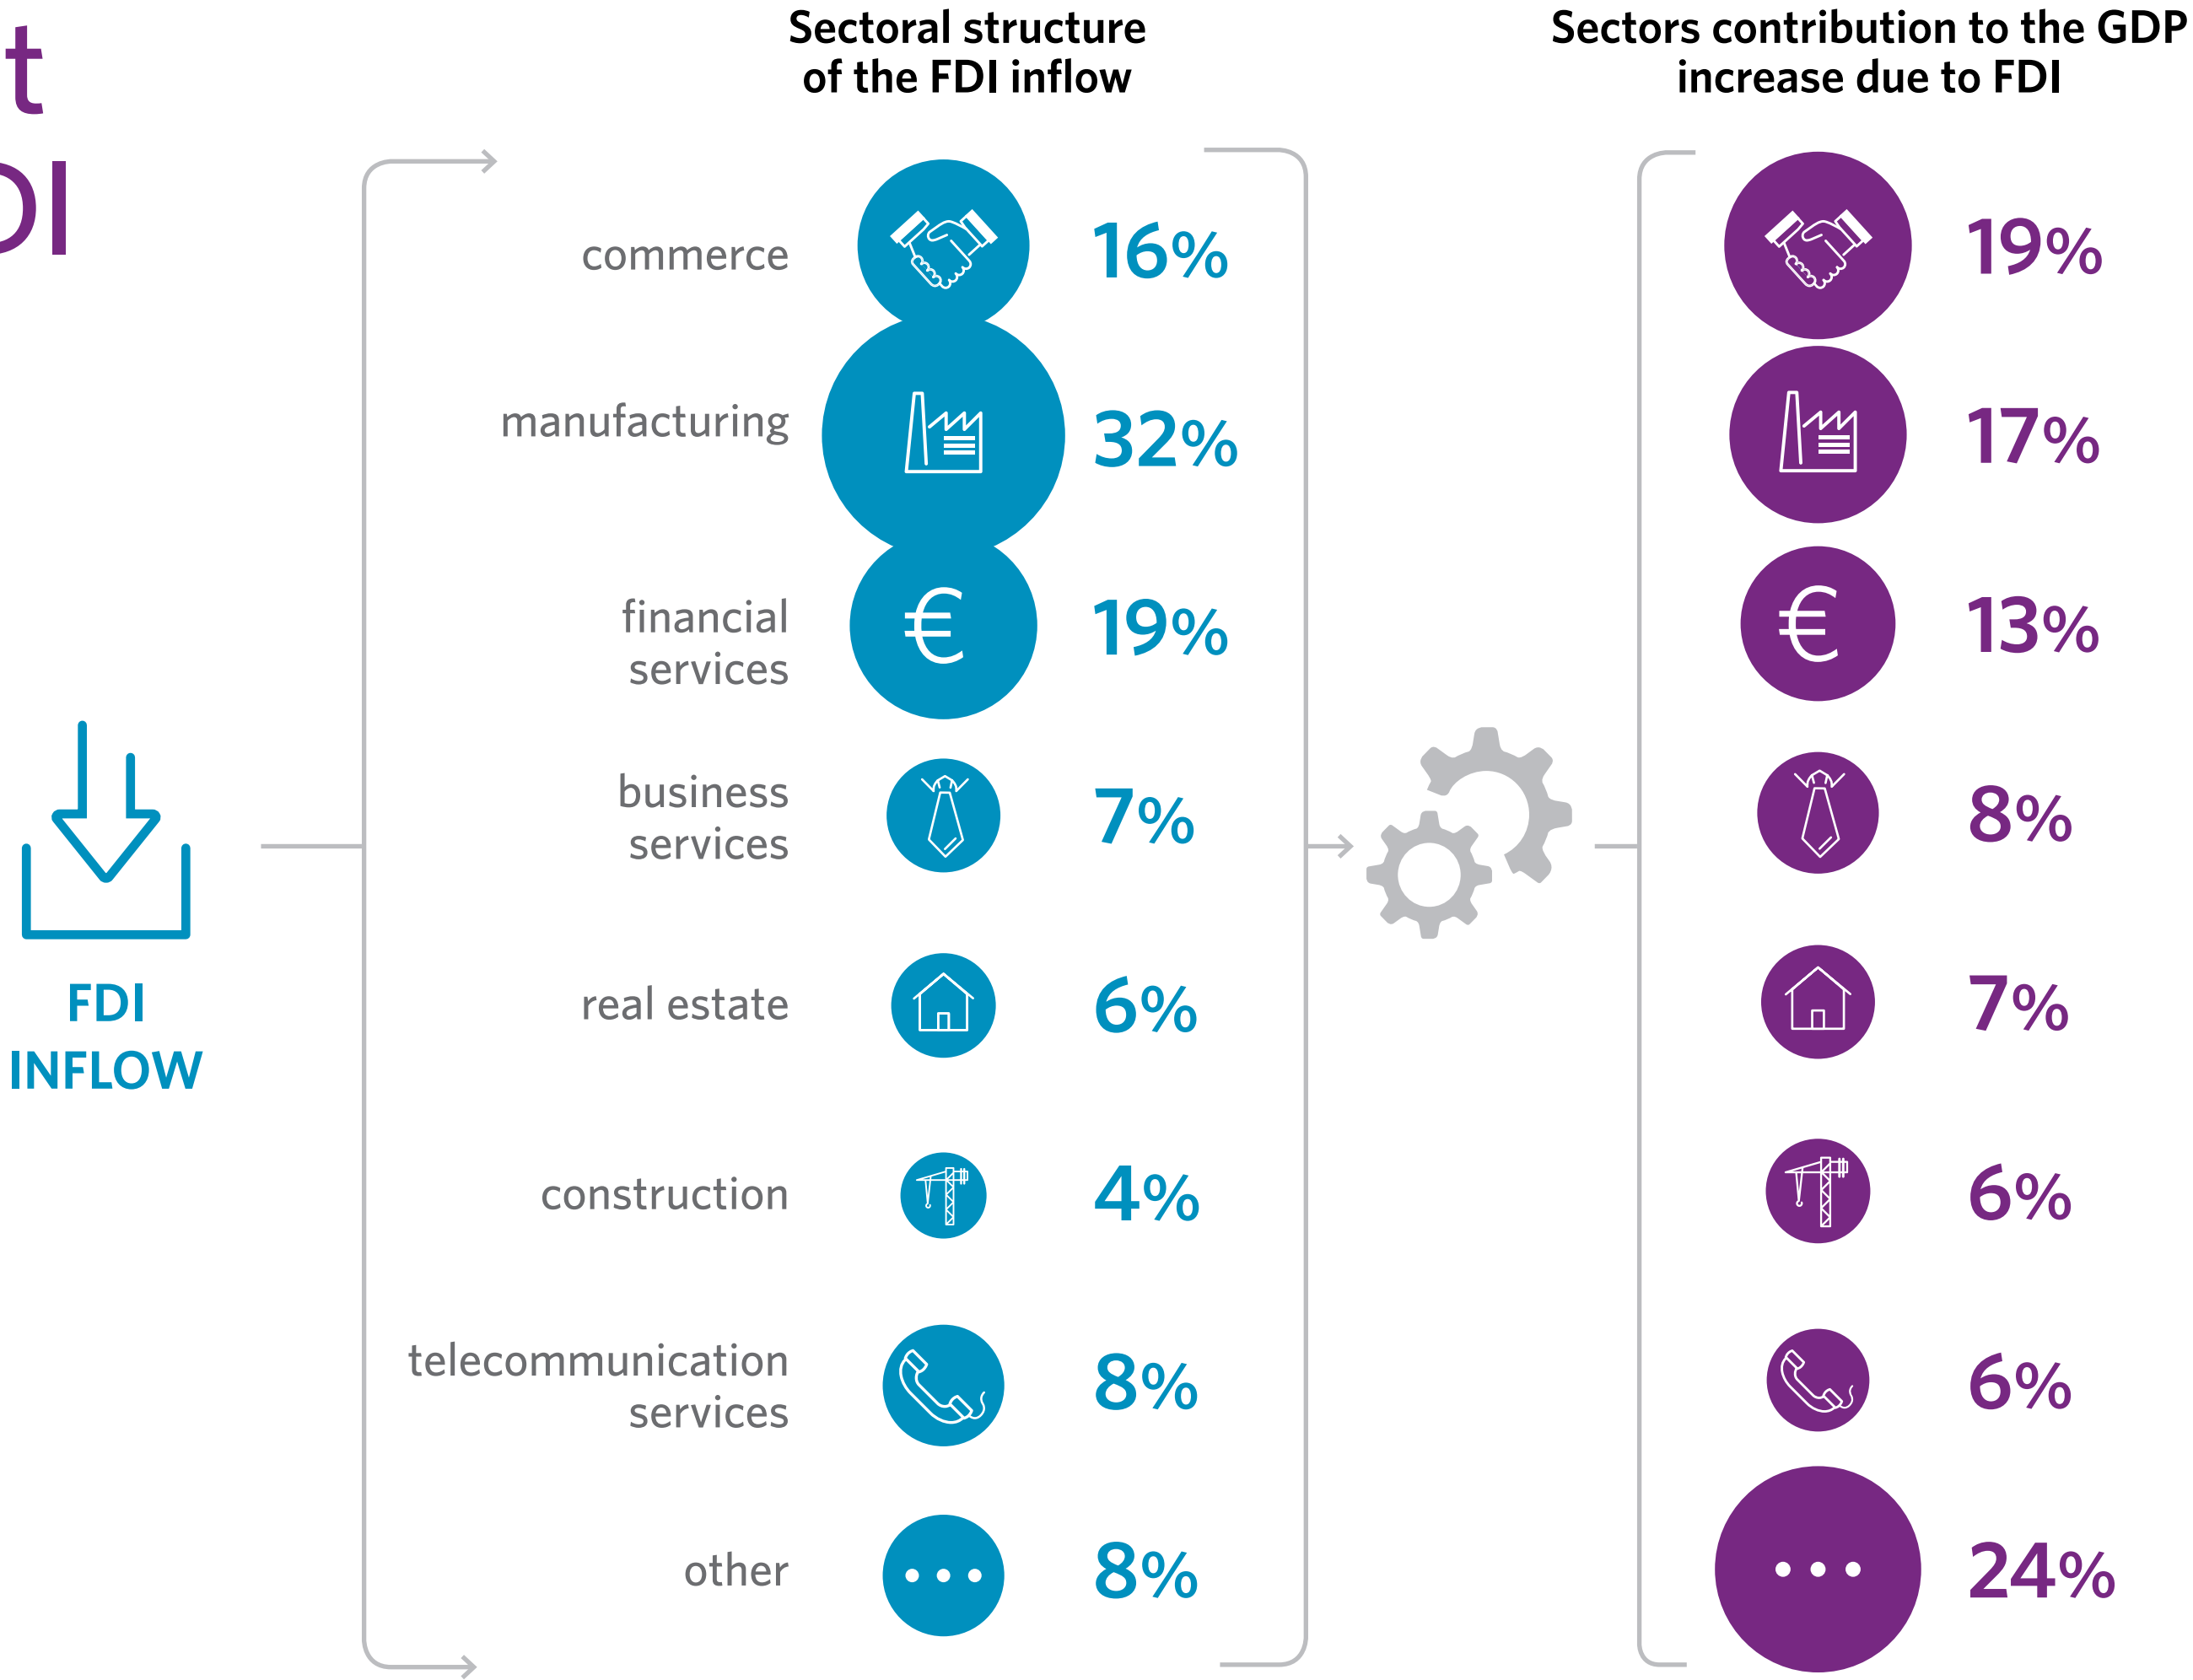 t
DI
Sectoral structure
of the FDI inflow
Sectors contribution to the GDP
increase due to FDI
commerce
16%
19%
manufacturing
32%
17%
financial
services
19%
13%
business
services
7%
8%
real estate
6%
7%
construction
4%
6%
telecommunication
services
8%
6%
other
8%
24%
FDI
INFLOW